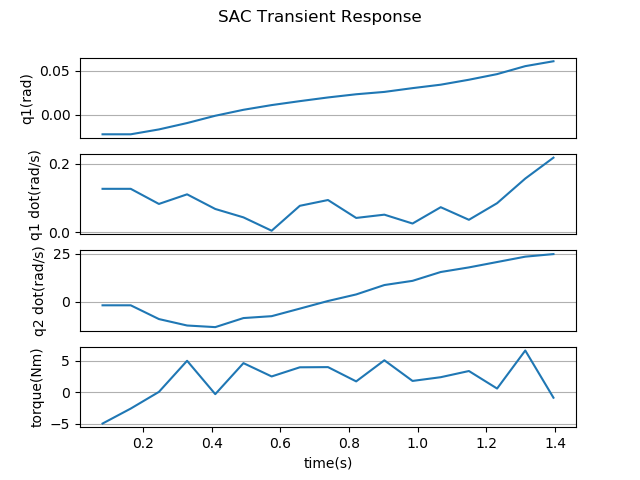 SAC Transient Response
q1(rad)
0.05
0.00
q1 dot(rad/s)
0.2
0.0
q2 dot(rad/s)
25
0
torque(Nm)
5
0
−5
0.2 0.4 0.6 0.8 1.0 1.2 1.4
time(s)